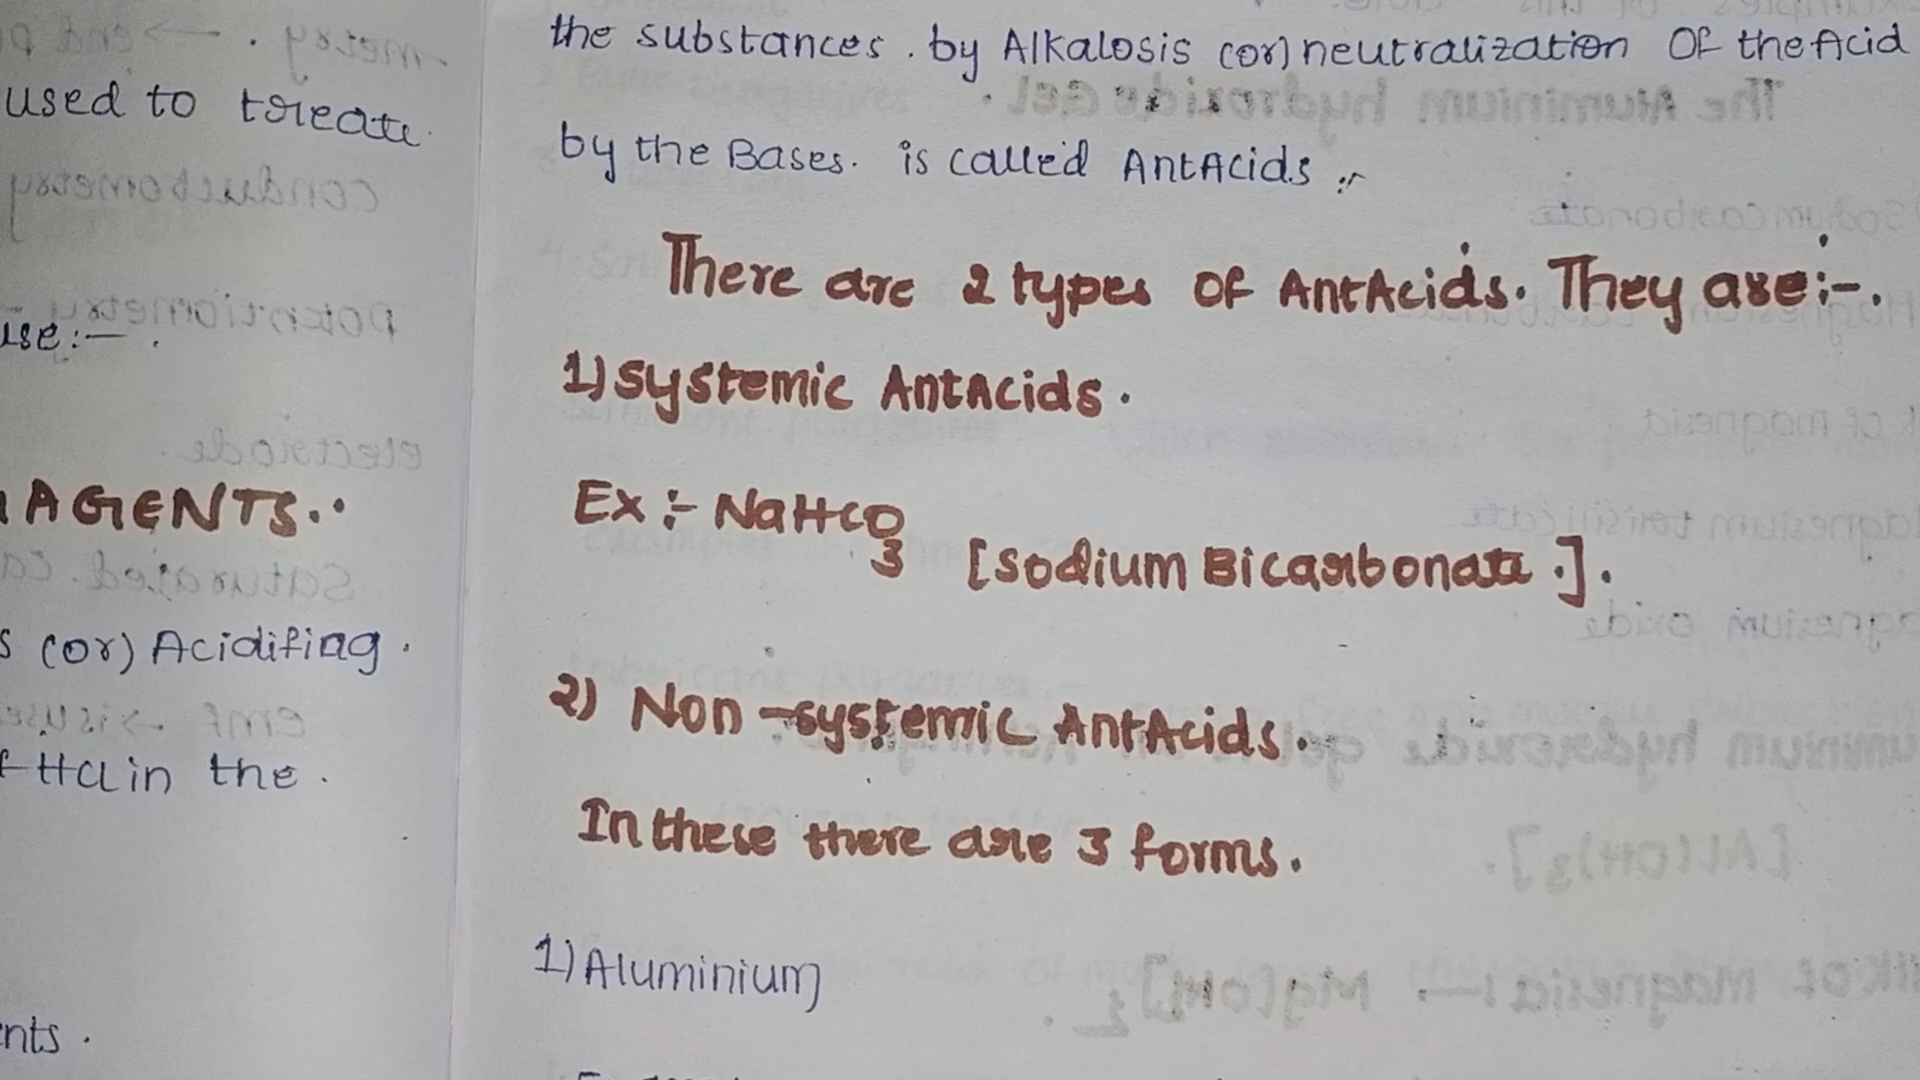 used to treate.
use:- .
AGENTS..
s (or) Acidifing .
f Hcl in the .
nts .
the substances . by Alkalosis (or) neutralization Of the Acid
by the Bases. is called AntAcids :-
There are 2 types of AntAcids. They are:-.
1) systemic AntAcids .
Ex :- NaHco3 [sodium Bicarbonate .] .
2) Non-systemic AntAcids .
In these there are 3 forms .
1) Aluminium